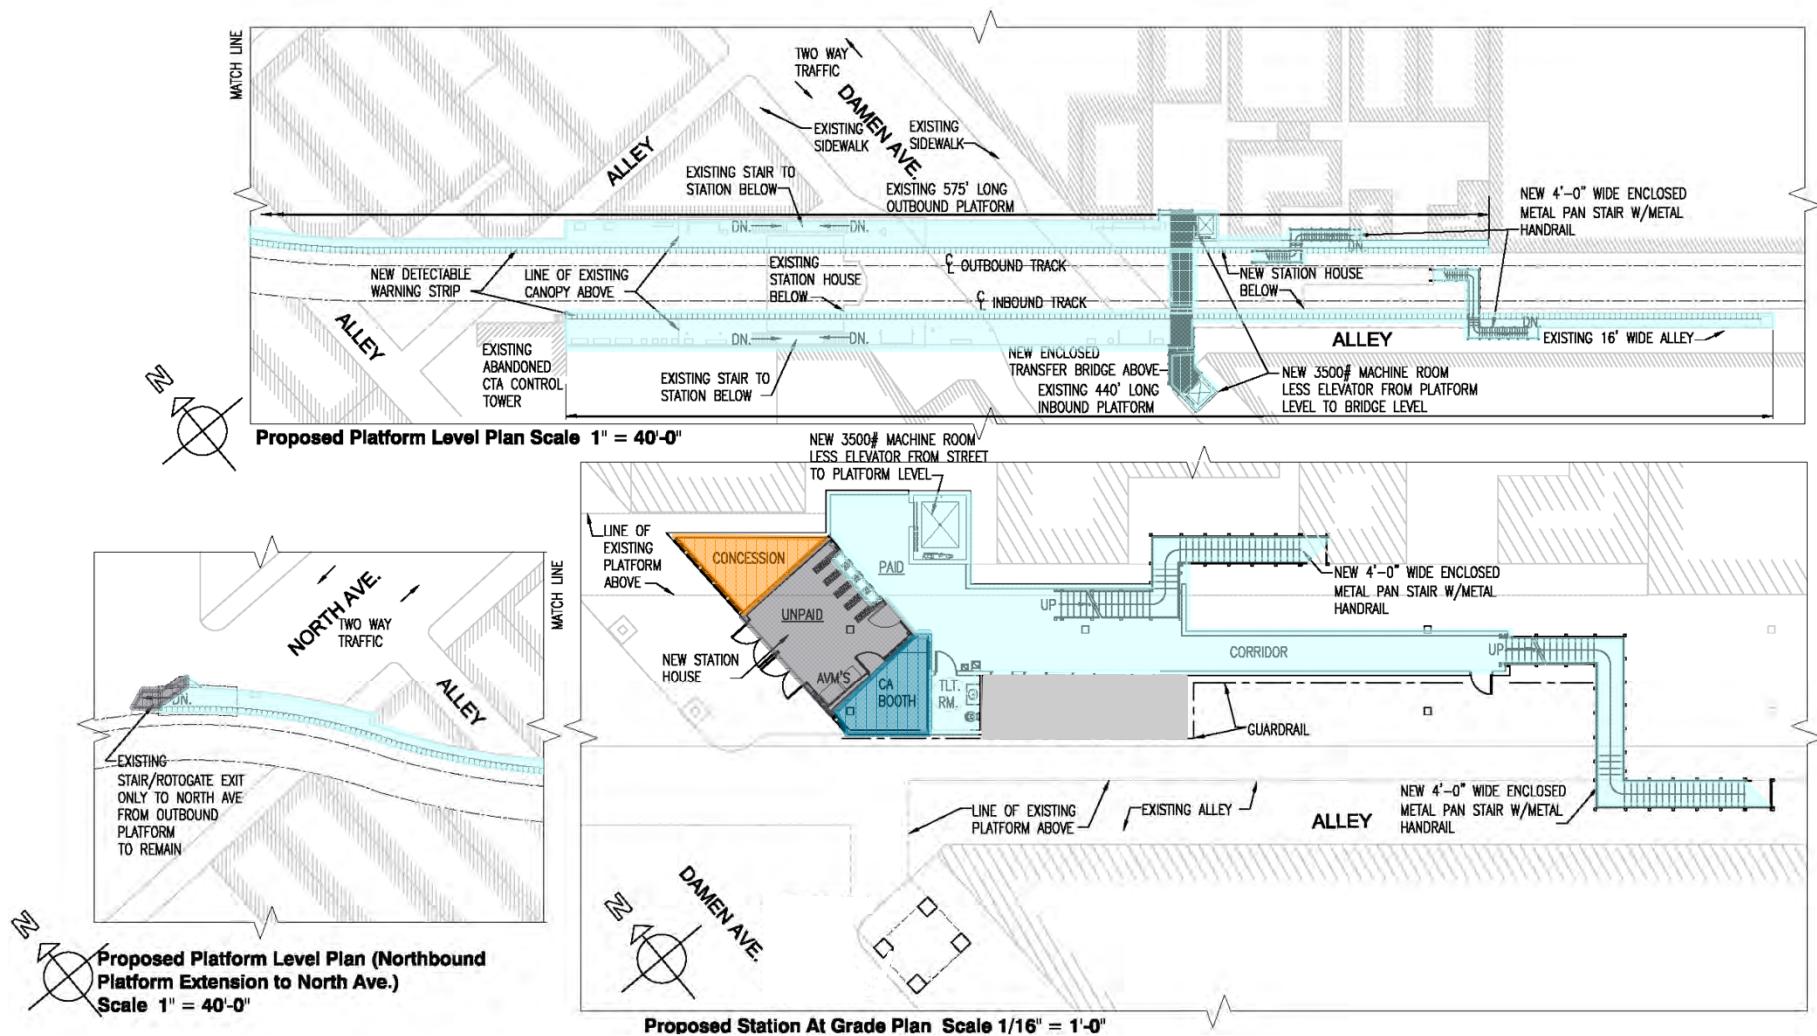 MATCH LINE
TWO WAY
TRAFFIC
DAMEN AVE.
EXISTING
SIDEWALK
EXISTING
SIDEWALK
ALLEY
EXISTING STAIR TO
STATION BELOW
EXISTING 575' LONG
OUTBOUND PLATFORM
NEW 4'-0" WIDE ENCLOSED
METAL PAN STAIR W/METAL
HANDRAIL
DN.
DN.
DN.
NEW DETECTABLE
WARNING STRIP
LINE OF EXISTING
CANOPY ABOVE
EXISTING
STATION HOUSE
BELOW
℄ OUTBOUND TRACK
℄ INBOUND TRACK
NEW STATION HOUSE
BELOW
ALLEY
EXISTING
ABANDONED
CTA CONTROL
TOWER
DN.
DN.
DN.
EXISTING STAIR TO
STATION BELOW
NEW ENCLOSED
TRANSFER BRIDGE ABOVE
EXISTING 440' LONG
INBOUND PLATFORM
ALLEY
EXISTING 16' WIDE ALLEY
NEW 3500# MACHINE ROOM
LESS ELEVATOR FROM PLATFORM
LEVEL TO BRIDGE LEVEL
N
Proposed Platform Level Plan Scale 1" = 40'-0"
NEW 3500# MACHINE ROOM
LESS ELEVATOR FROM STREET
TO PLATFORM LEVEL
MATCH LINE
NORTH AVE.
TWO WAY
TRAFFIC
ALLEY
DN.
EXISTING
STAIR/ROTOGATE EXIT
ONLY TO NORTH AVE
FROM OUTBOUND
PLATFORM
TO REMAIN
N
Proposed Platform Level Plan (Northbound
Platform Extension to North Ave.)
Scale 1" = 40'-0"
LINE OF
EXISTING
PLATFORM
ABOVE
CONCESSION
PAID
UNPAID
NEW STATION
HOUSE
AVM'S
CA
BOOTH
TLT.
RM.
UP
NEW 4'-0" WIDE ENCLOSED
METAL PAN STAIR W/METAL
HANDRAIL
CORRIDOR
UP
GUARDRAIL
LINE OF EXISTING
PLATFORM ABOVE
EXISTING ALLEY
ALLEY
NEW 4'-0" WIDE ENCLOSED
METAL PAN STAIR W/METAL
HANDRAIL
DAMEN AVE.
N
Proposed Station At Grade Plan Scale 1/16" = 1'-0"